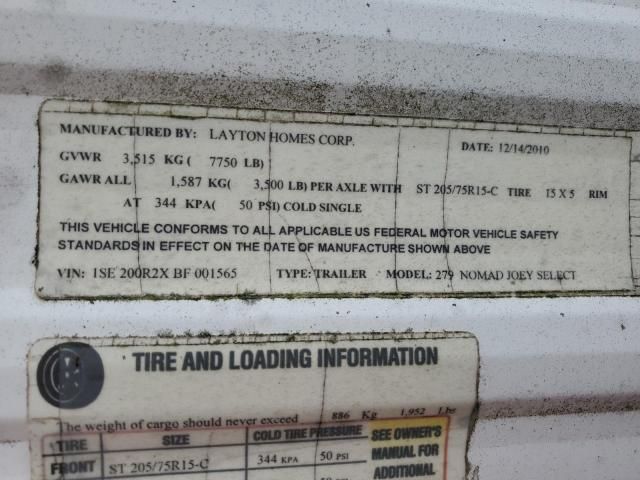 MANUFACTURED BY: LAYTON HOMES CORP. DATE: 12/14/2010
GVWR 3,515 KG ( 7750 LB)
GAWR ALL 1,587 KG( 3,500 LB) PER AXLE WITH ST 205/75R15-C TIRE 15 X 5 RIM
AT 344 KPA( 50 PSI) COLD SINGLE
THIS VEHICLE CONFORMS TO ALL APPLICABLE US FEDERAL MOTOR VEHICLE SAFETY
STANDARDS IN EFFECT ON THE DATE OF MANUFACTURE SHOWN ABOVE
VIN: 1SE 200R2X BF 001565 TYPE: TRAILER MODEL: 279 NOMAD JOEY SELECT
TIRE AND LOADING INFORMATION
The weight of cargo should never exceed 886 Kg 1,952 Lbs
TIRE SIZE COLD TIRE PRESSURE SEE OWNER'S
MANUAL FOR
FRONT ST 205/75R15-C 344 KPA 50 PSI ADDITIONAL